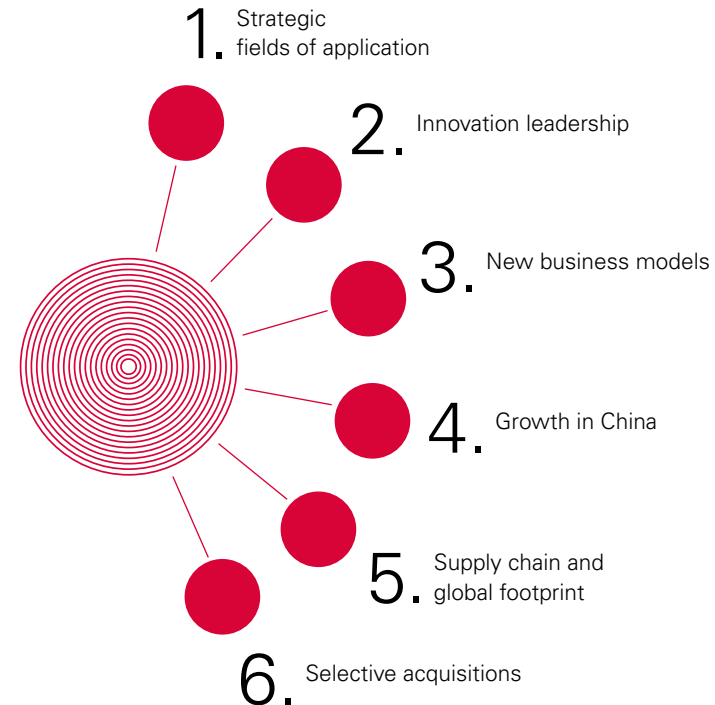 1. Strategic
fields of application
2. Innovation leadership
3. New business models
4. Growth in China
5. Supply chain and
global footprint
6. Selective acquisitions